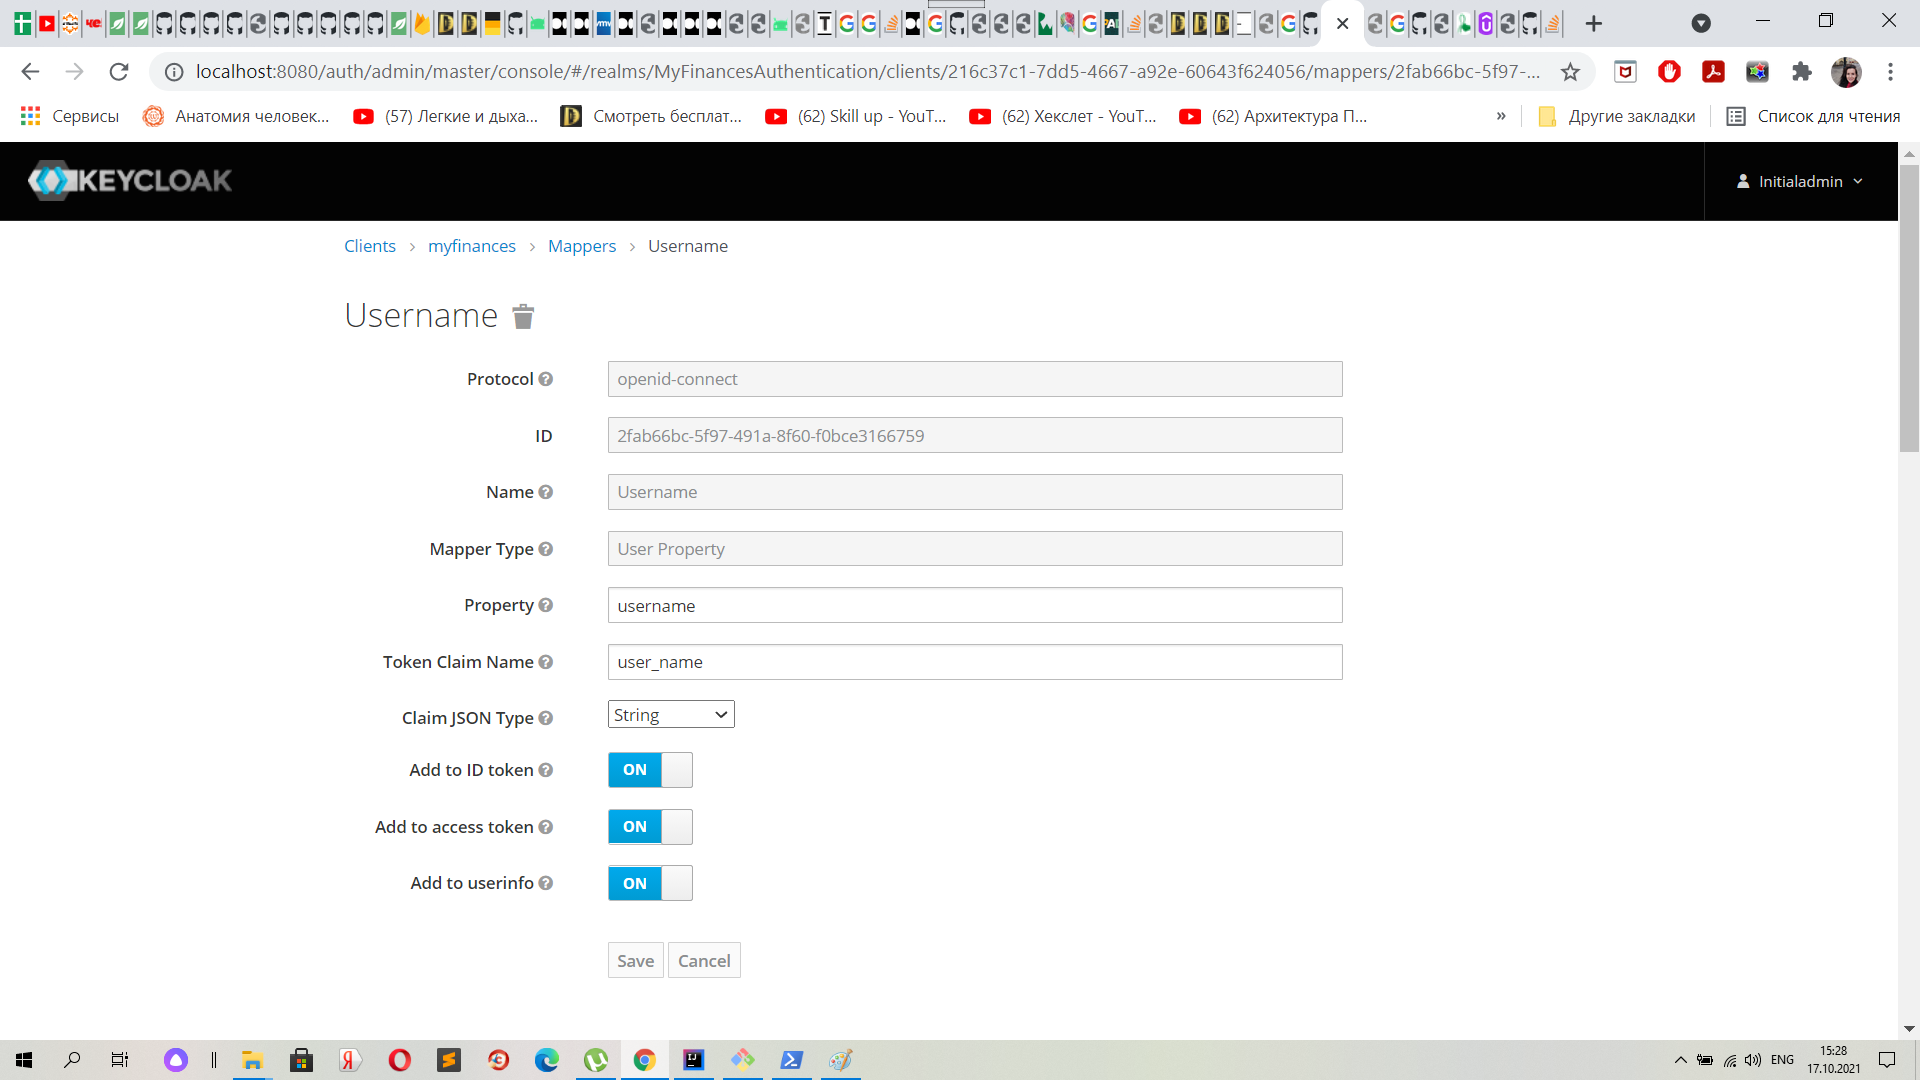 localhost:8080/auth/admin/master/console/#/realms/MyFinancesAuthentication/clients/216c37c1-7dd5-4667-a92e-60643f624056/mappers/2fab66bc-5f97-...
Сервисы
Анатомия человек...
(57) Легкие и дыха...
Смотреть бесплат...
(62) Skill up - YouT...
(62) Хекслет - YouT...
(62) Архитектура П...
»
Другие закладки
Список для чтения
KEYCLOAK
Initialadmin
Clients > myfinances > Mappers > Username
Username
Protocol
openid-connect
ID
2fab66bc-5f97-491a-8f60-f0bce3166759
Name
Username
Mapper Type
User Property
Property
username
Token Claim Name
user_name
Claim JSON Type
String
Add to ID token
ON
Add to access token
ON
Add to userinfo
ON
Save
Cancel
ENG
15:28
17.10.2021